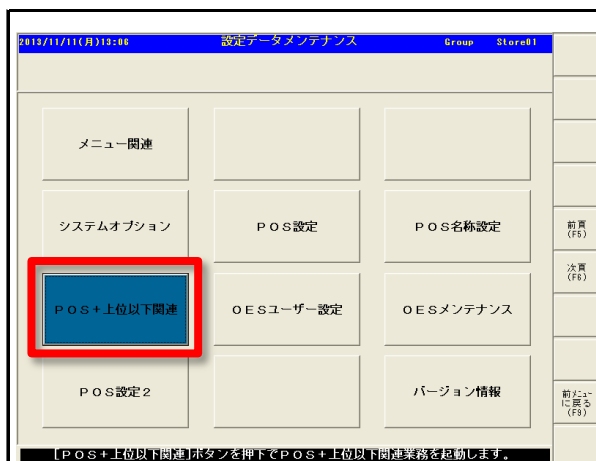 2013/11/11(月)13:06 設定データメンテナンス Group Store01
メニュー関連
システムオプション POS設定 POS名称設定
前頁
(F5)
次頁
(F6)
POS+上位以下関連 OESユーザー設定 OESメンテナンス
POS設定2 バージョン情報
前メニュー
に戻る
(F9)
[POS+上位以下関連]ボタンを押下でPOS+上位以下関連業務を起動します。